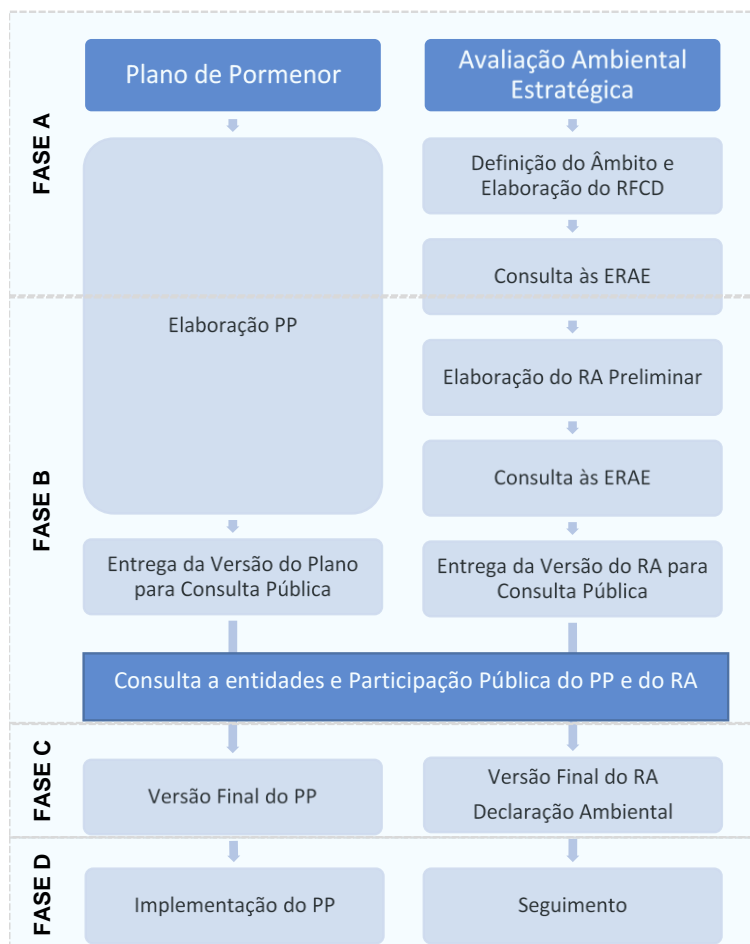 FASE A
Plano de Pormenor
Avaliação Ambiental
Estratégica
Definição do Âmbito e
Elaboração do RFCD
Consulta às ERAE
FASE B
Elaboração PP
Elaboração do RA Preliminar
Consulta às ERAE
Entrega da Versão do Plano
para Consulta Pública
Entrega da Versão do RA para
Consulta Pública
Consulta a entidades e Participação Pública do PP e do RA
FASE C
Versão Final do PP
Versão Final do RA
Declaração Ambiental
FASE D
Implementação do PP
Seguimento